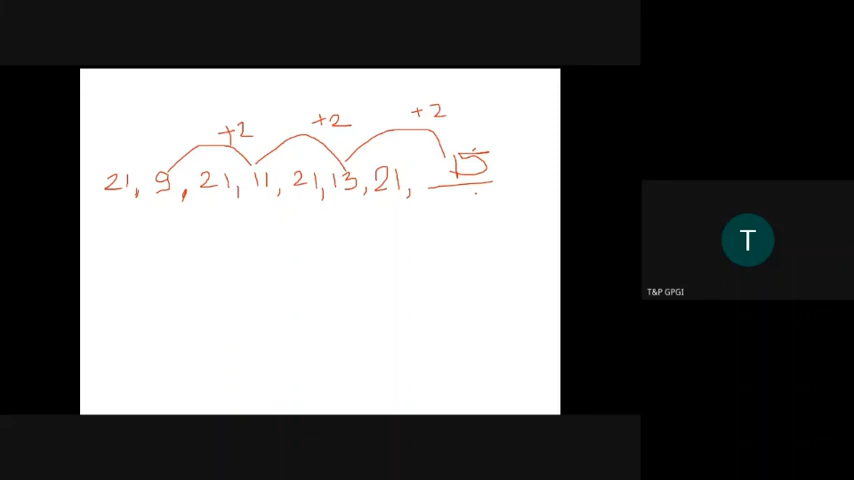 +2 +2 +2
21, 9, 21, 11, 21, 13, 21, 15
T
T&P GPGI